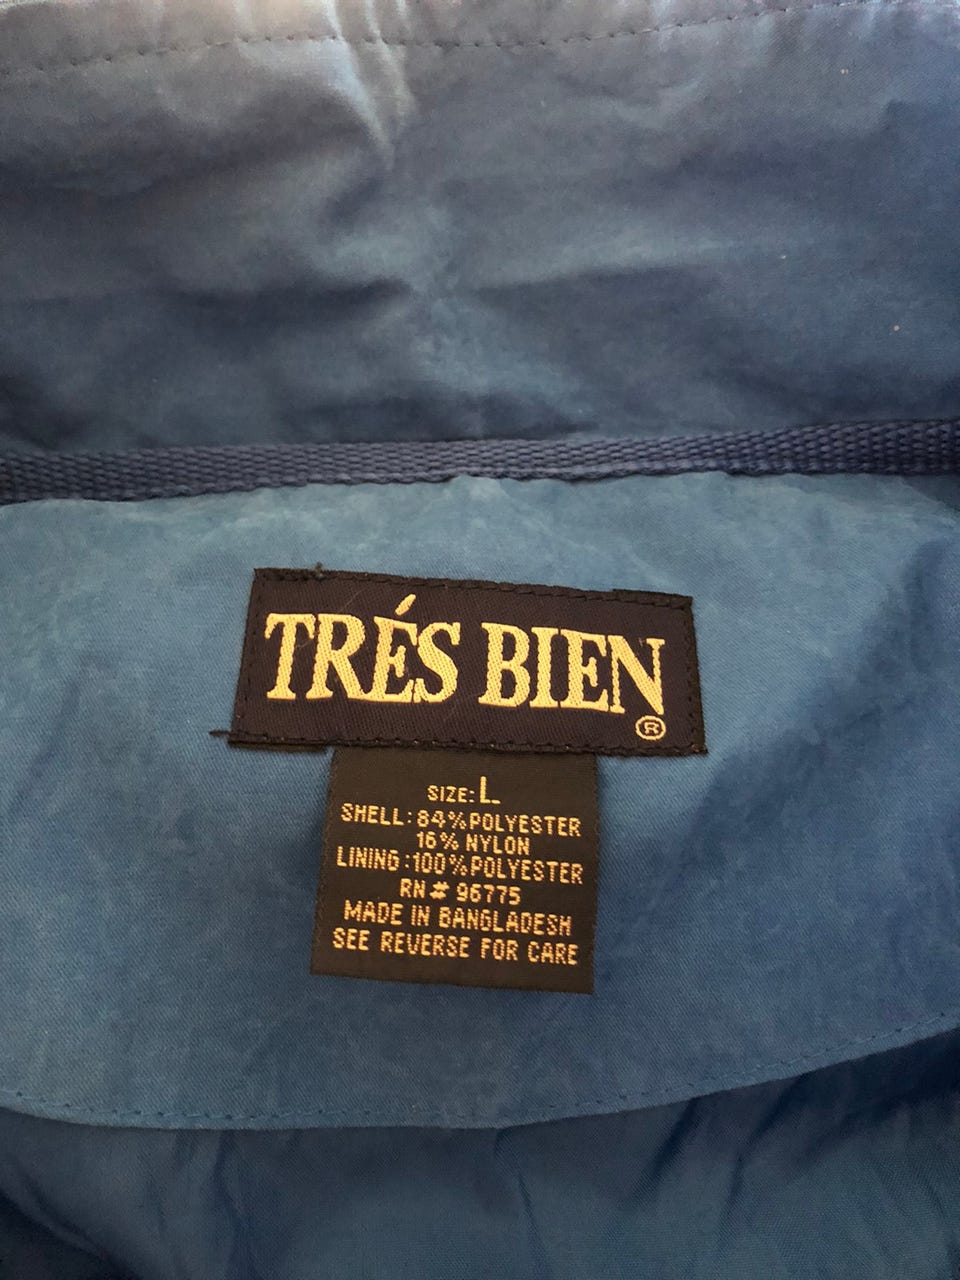 TRÉS BIEN
®
SIZE: L
SHELL: 84% POLYESTER
16% NYLON
LINING: 100% POLYESTER
RN# 96775
MADE IN BANGLADESH
SEE REVERSE FOR CARE